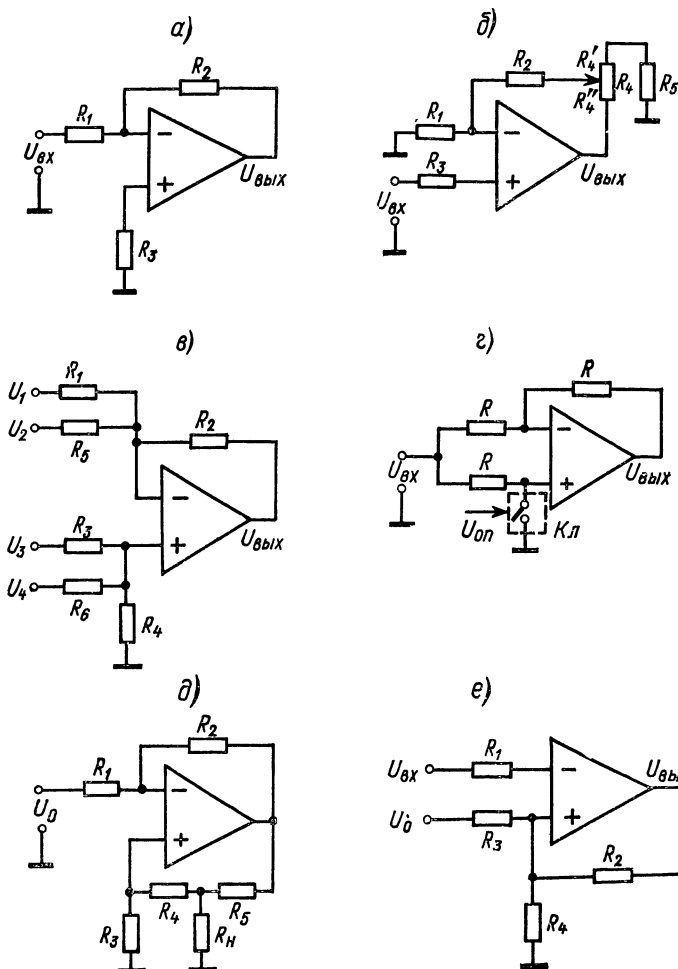 а)
R₂
R₁
Uвх
−
+
Uвых
R₃
б)
R₂
R₄′
R₄″
R₄
R₅
R₁
−
R₃
+
Uвх
Uвых
в)
U₁
R₁
U₂
R₅
R₂
−
U₃
R₃
+
Uвых
U₄
R₆
R₄
г)
R
R
−
R
+
Uвх
Uвых
Uоп
Кл
д)
R₂
R₁
−
U₀
+
R₄
R₅
R₃
Rн
е)
Uвх
R₁
−
Uвы
U₀
R₃
+
R₂
R₄